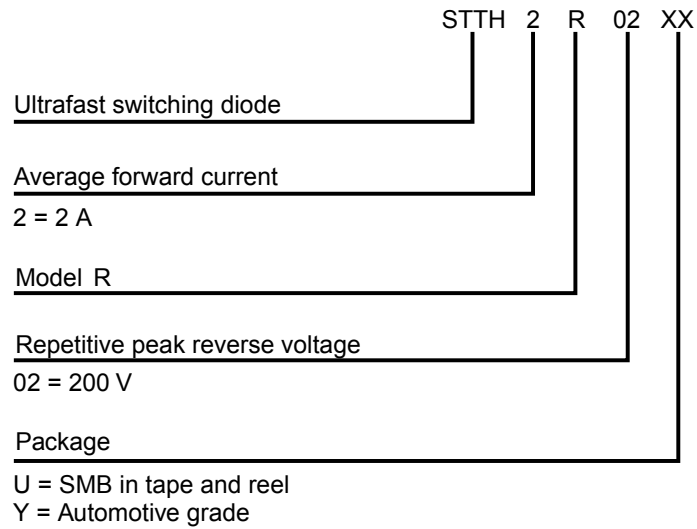 STTH 2 R 02 XX
Ultrafast switching diode
Average forward current
2 = 2 A
Model R
Repetitive peak reverse voltage
02 = 200 V
Package
U = SMB in tape and reel
Y = Automotive grade